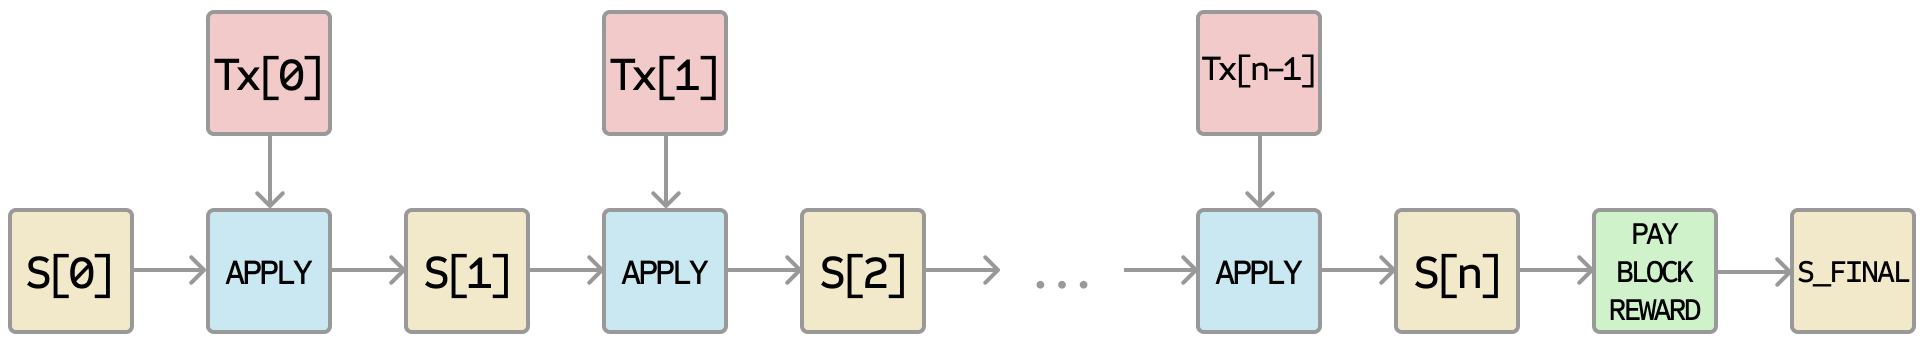 Tx[0]
Tx[1]
Tx[n-1]
S[0]
APPLY
S[1]
APPLY
S[2]
...
APPLY
S[n]
PAY
BLOCK
REWARD
S_FINAL